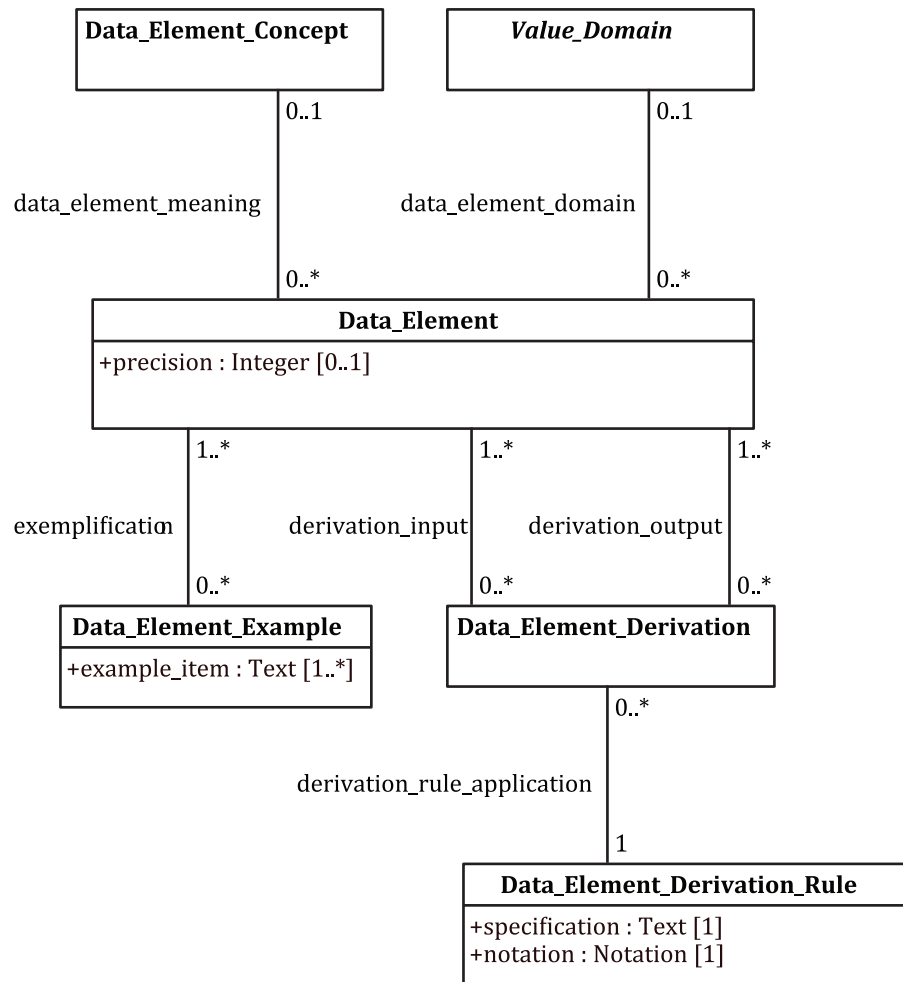 Data_Element_Concept
Value_Domain
0..1
0..1
data_element_meaning
data_element_domain
0..*
0..*
Data_Element
+precision : Integer [0..1]
1..*
1..*
1..*
exemplification
derivation_input
derivation_output
0..*
0..*
0..*
Data_Element_Example
+example_item : Text [1..*]
Data_Element_Derivation
0..*
derivation_rule_application
1
Data_Element_Derivation_Rule
+specification : Text [1]
+notation : Notation [1]